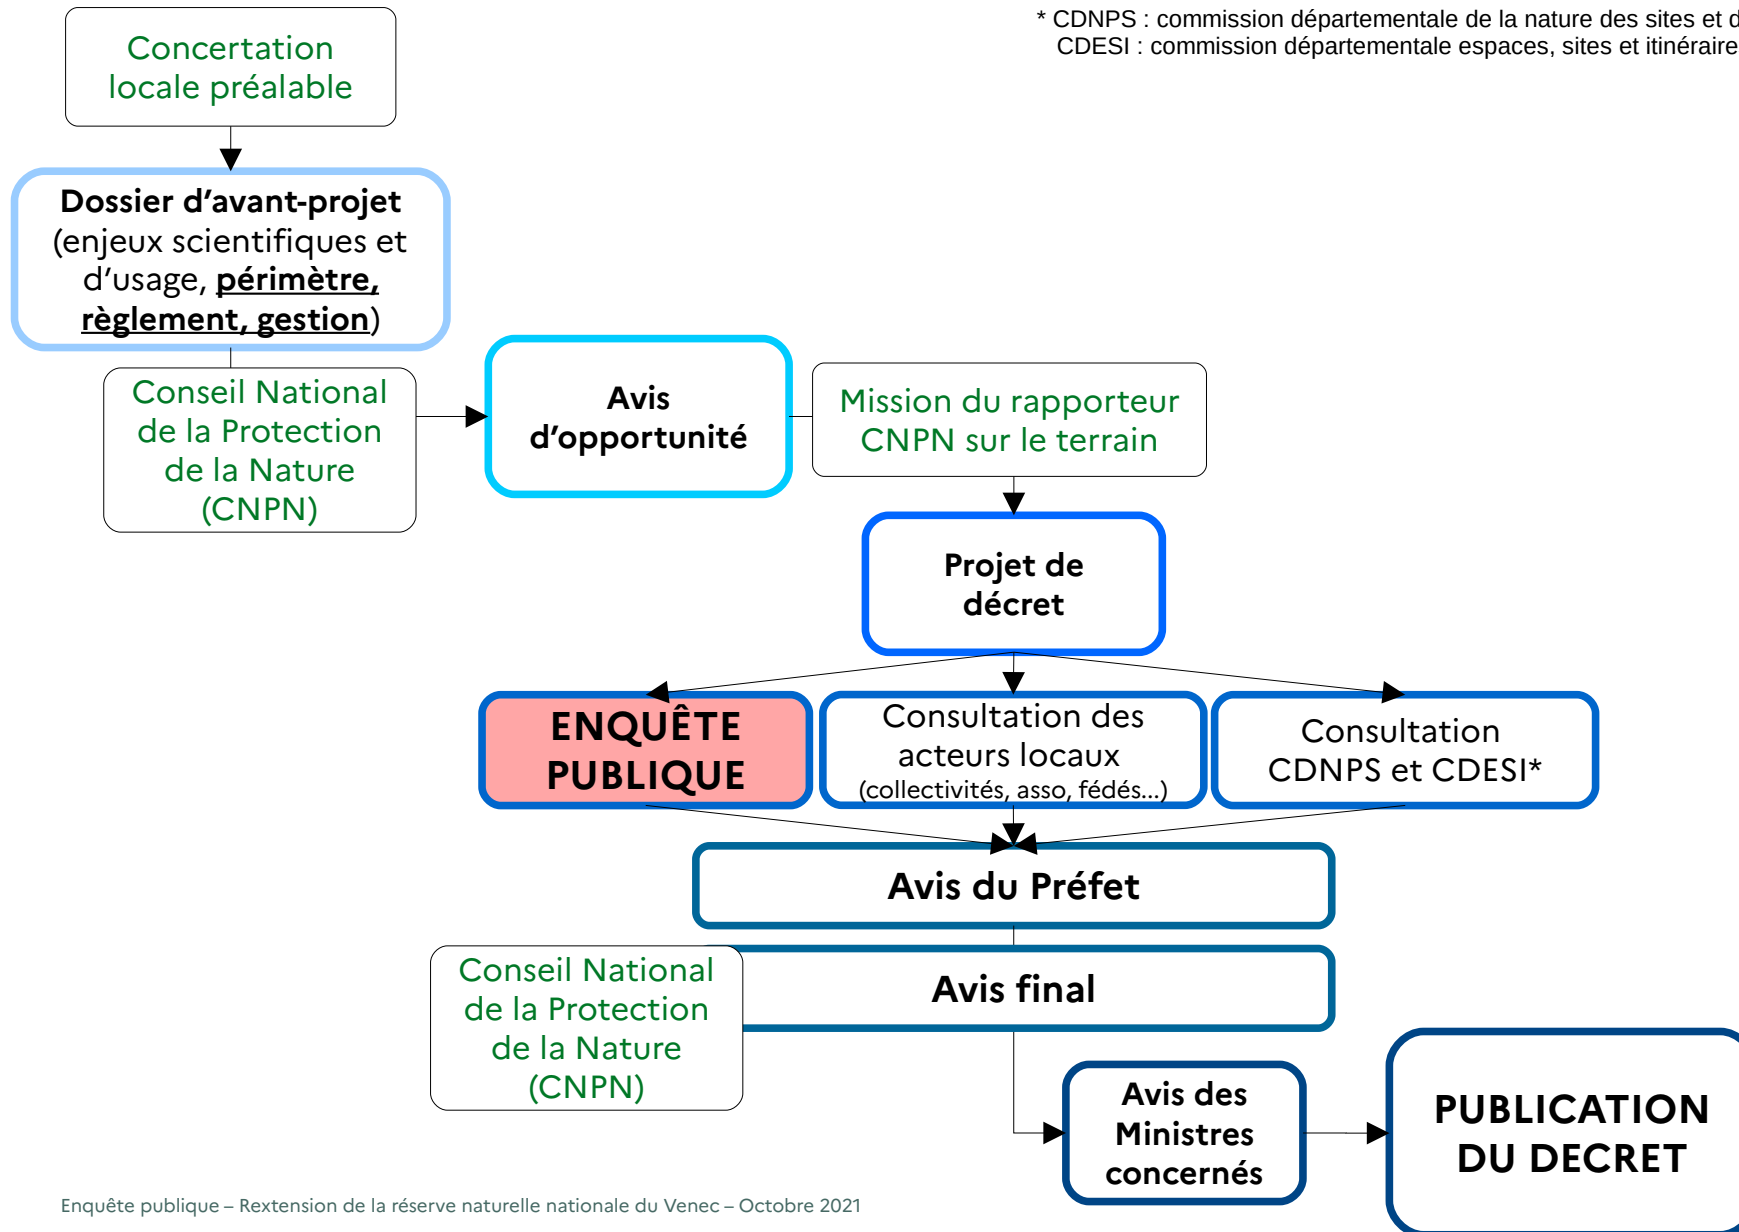 * CDNPS : commission départementale de la nature des sites et d
CDESI : commission départementale espaces, sites et itinéraire
Concertation
locale préalable
Dossier d’avant-projet
(enjeux scientifiques et
d’usage, périmètre,
règlement, gestion)
Conseil National
de la Protection
de la Nature
(CNPN)
Avis
d’opportunité
Mission du rapporteur
CNPN sur le terrain
Projet de
décret
ENQUÊTE
PUBLIQUE
Consultation des
acteurs locaux
(collectivités, asso, fédés...)
Consultation
CDNPS et CDESI*
Avis du Préfet
Conseil National
de la Protection
de la Nature
(CNPN)
Avis final
Avis des
Ministres
concernés
PUBLICATION
DU DECRET
Enquête publique – Rextension de la réserve naturelle nationale du Venec – Octobre 2021